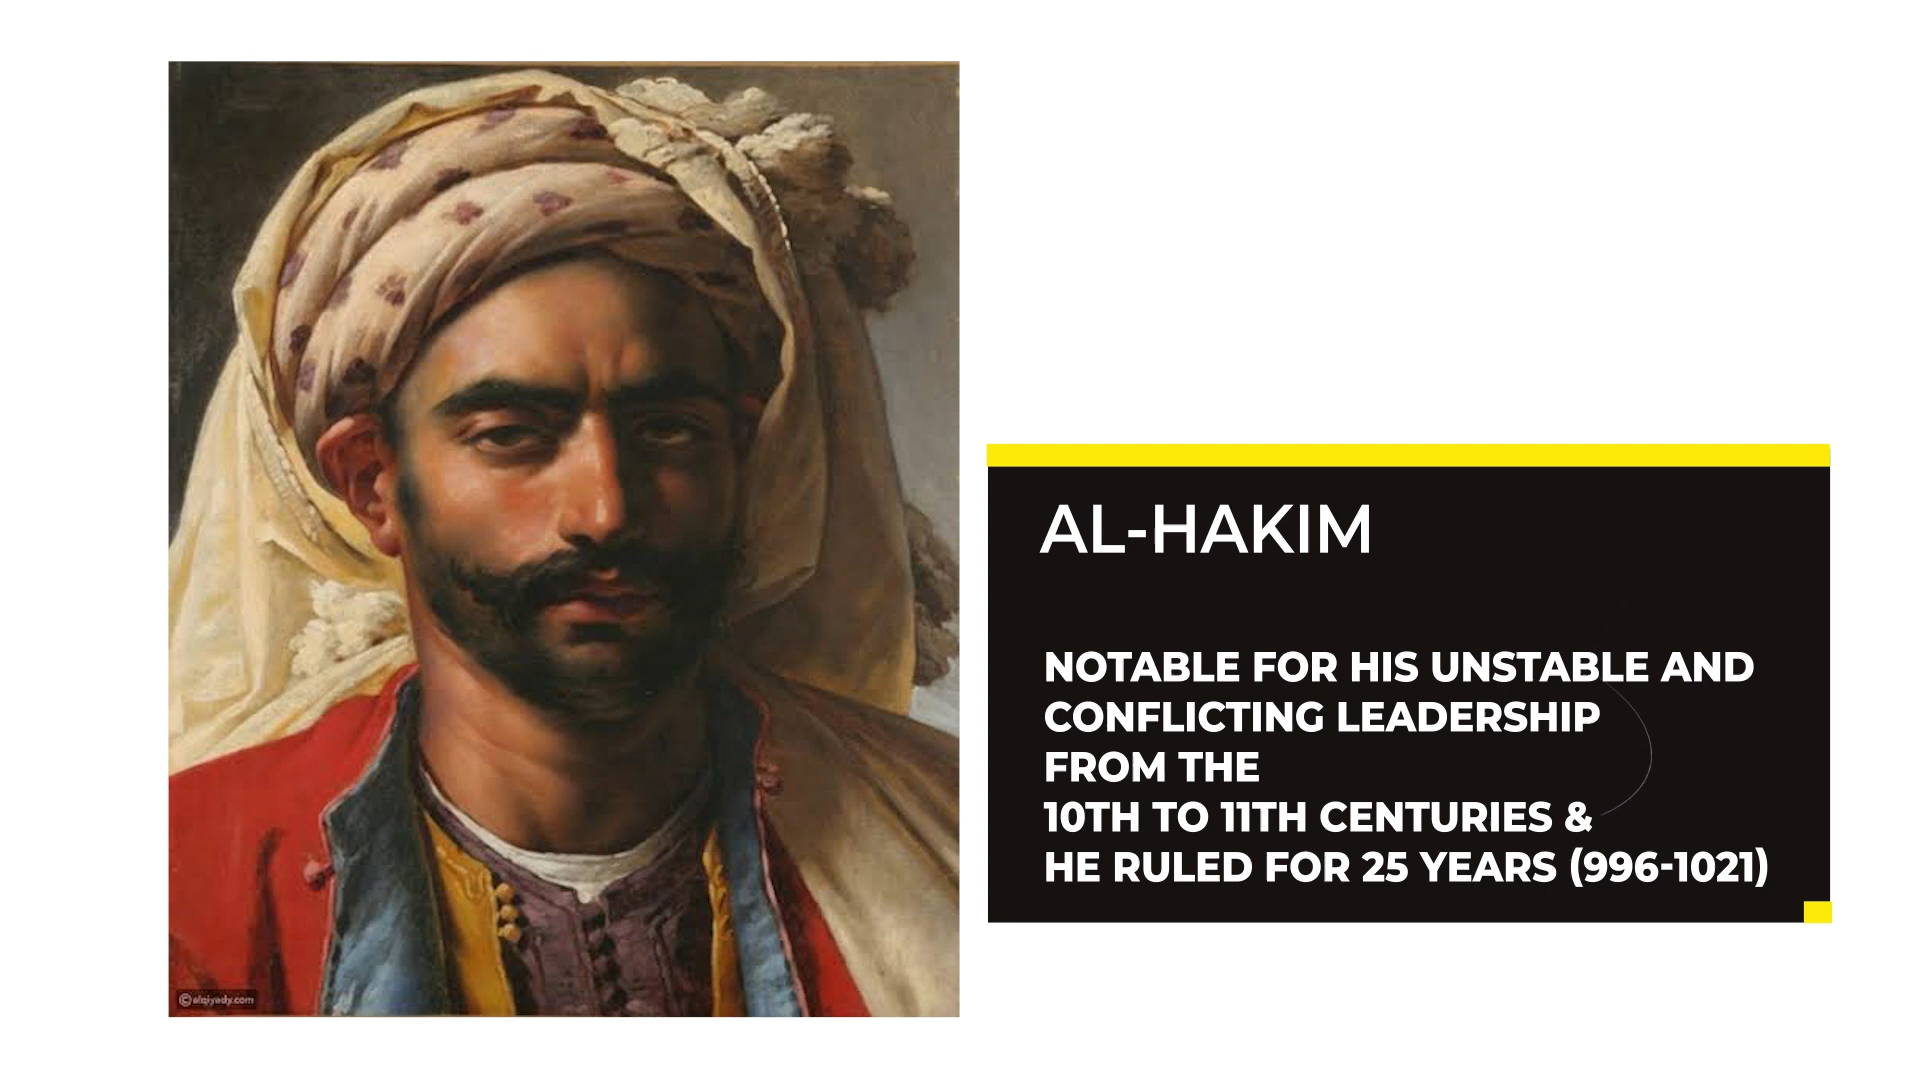 AL-HAKIM
NOTABLE FOR HIS UNSTABLE AND
CONFLICTING LEADERSHIP
FROM THE
10TH TO 11TH CENTURIES &
HE RULED FOR 25 YEARS (996-1021)
©alqiyady.com